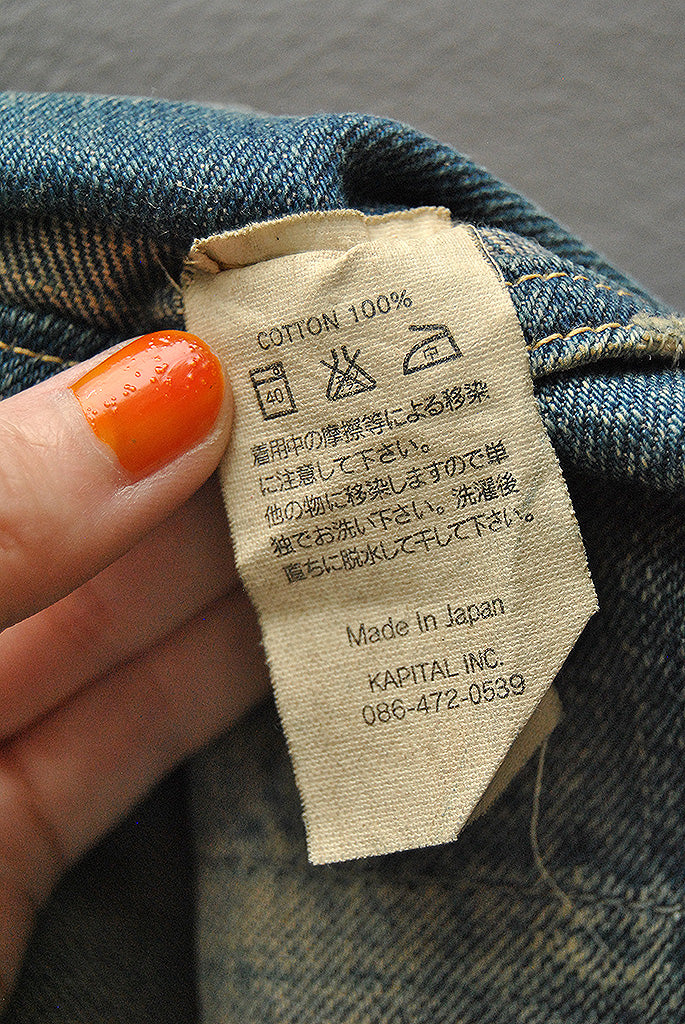 COTTON 100%
40 中
着用中の摩擦等による移染
に注意して下さい。
他の物に移染しますので単
独でお洗い下さい。洗濯後
直ちに脱水して干して下さい。
Made In Japan
KAPITAL INC.
086-472-0539